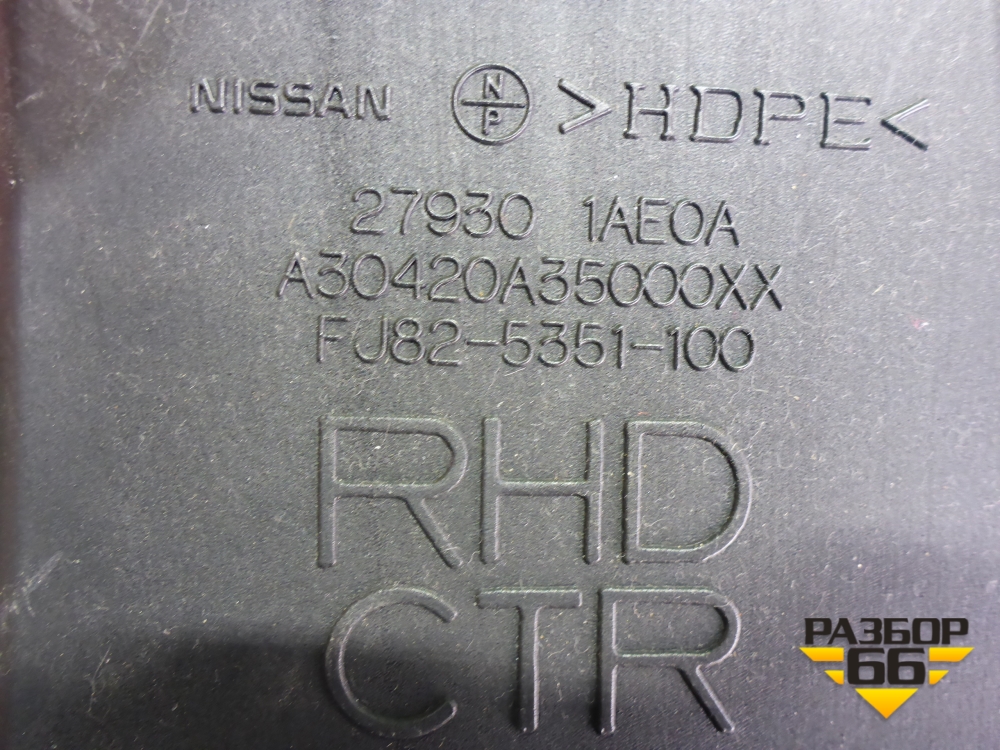 NISSAN N P >HDPE<
27930 1AE0A
A30420A35000XX
FJ82-5351-100
RHD
CTR
РАЗБОР
66